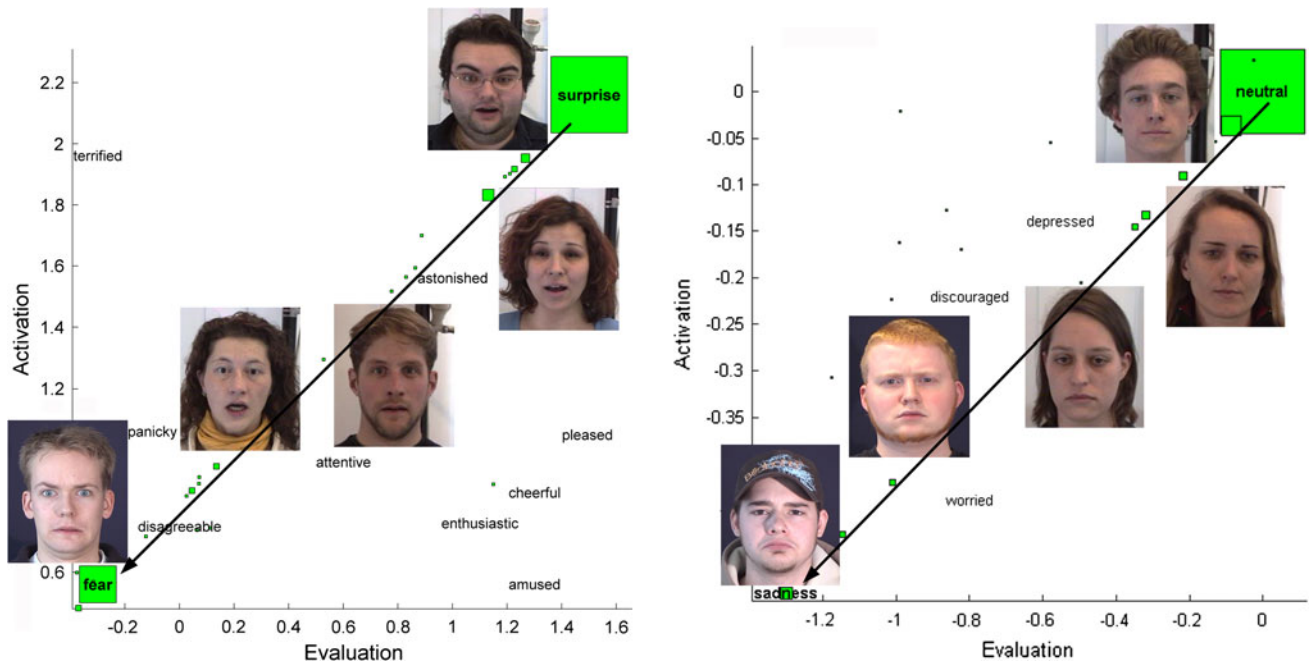 2.2
surprise
2
terrified
1.8
1.6
astonished
Activation
1.4
1.2
panicky
pleased
attentive
cheerful
enthusiastic
disagreeable
0.6
fear
amused
-0.2
0
0.2
0.4
0.6
0.8
1
1.2
1.4
1.6
Evaluation
0
neutral
-0.05
-0.1
-0.15
depressed
-0.2
discouraged
-0.25
Activation
-0.3
-0.35
worried
sadness
-1.2
-1
-0.8
-0.6
-0.4
-0.2
0
Evaluation